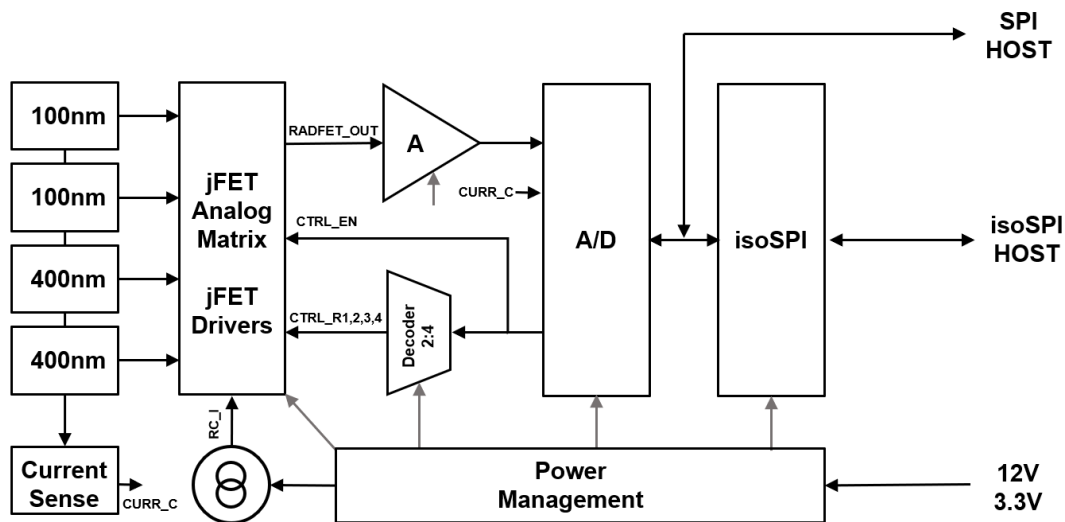 SPI
HOST
100nm
100nm
400nm
400nm
jFET
Analog
Matrix
jFET
Drivers
RADFET_OUT
A
CURR_C
CTRL_EN
CTRL_R1,2,3,4
Decoder
2:4
A/D
isoSPI
isoSPI
HOST
RC_I
Current
Sense
CURR_C
Power
Management
12V
3.3V